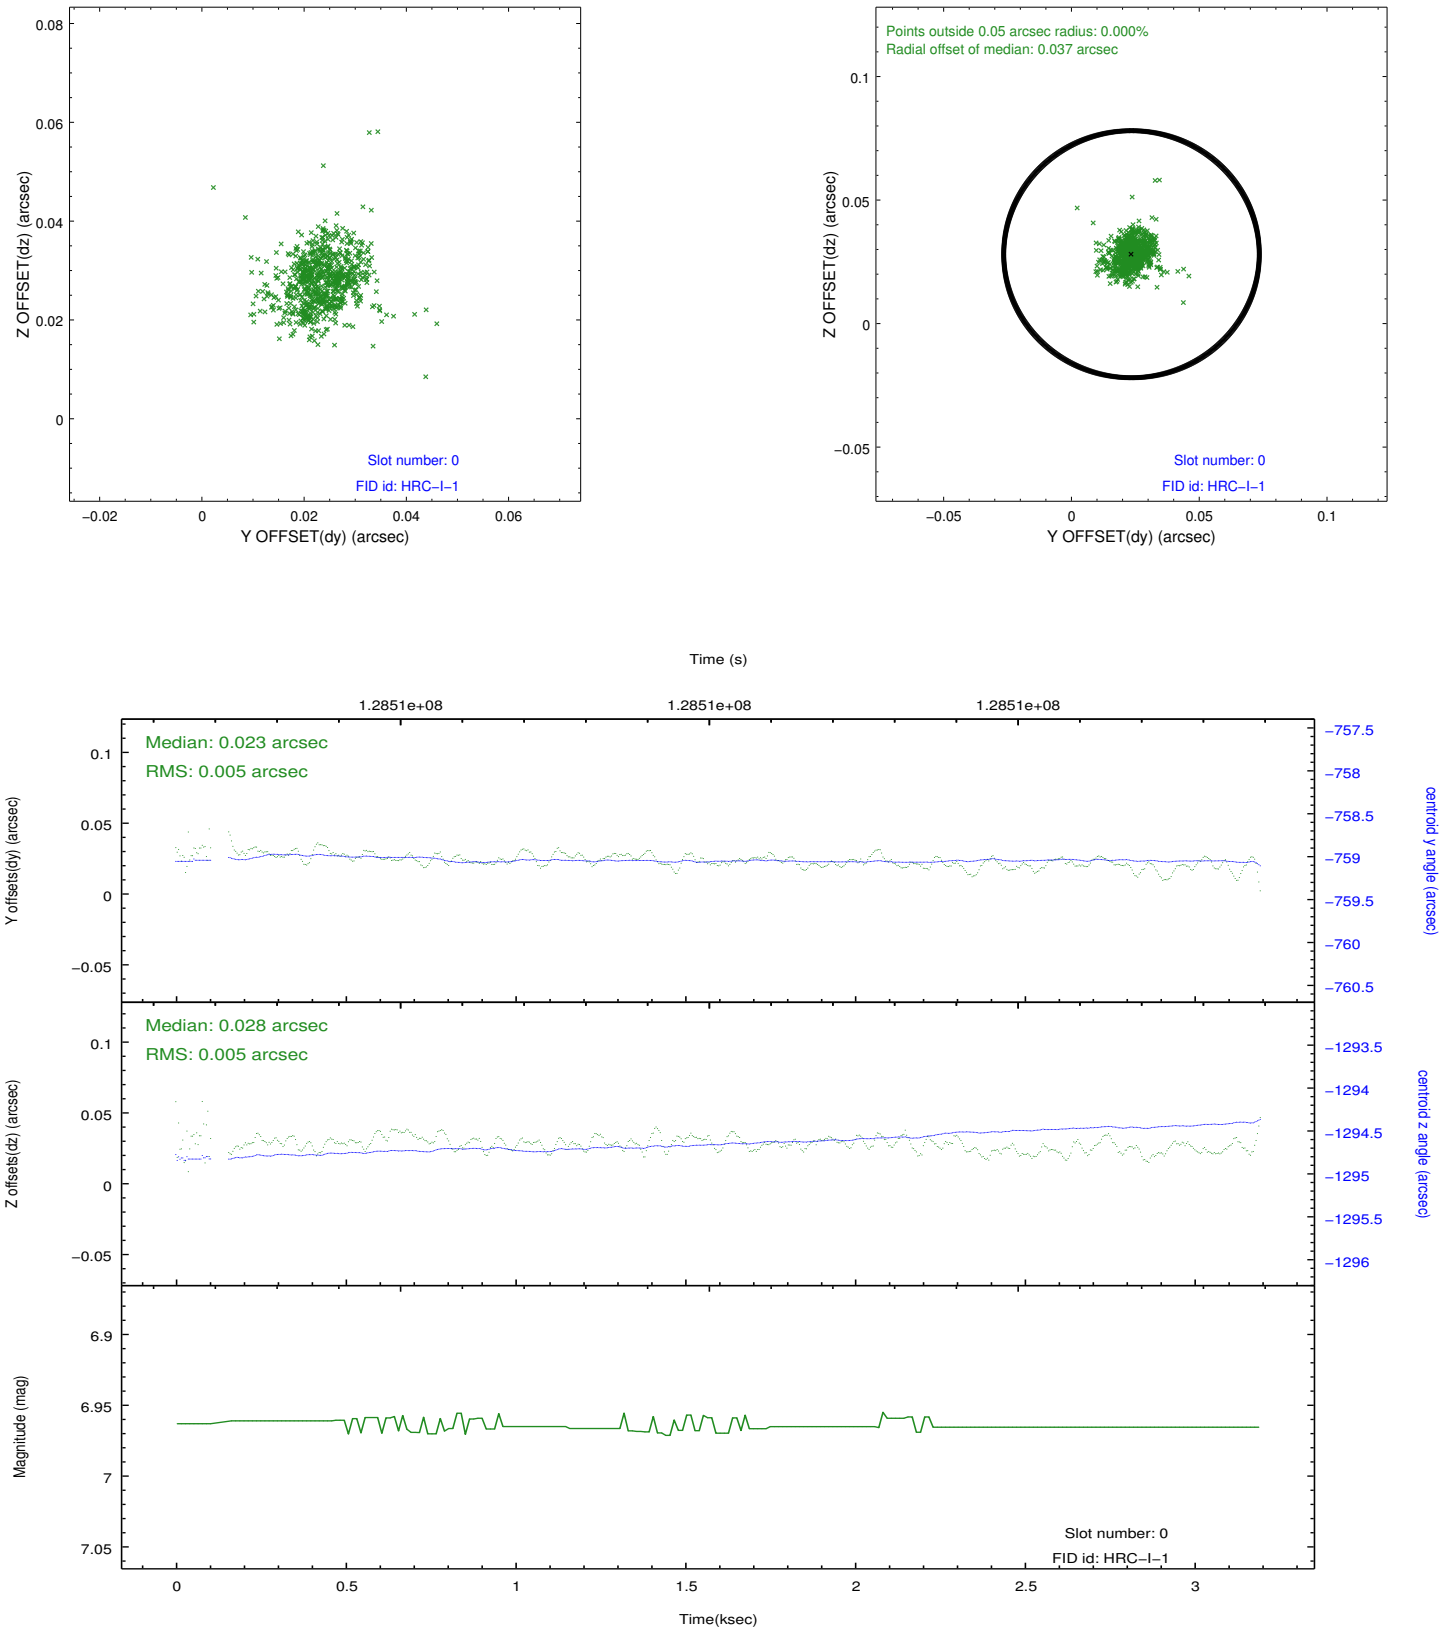 0.08
0.06
0.04
0.02
0
Z OFFSET(dz) (arcsec)
Slot number: 0
FID id: HRC−I−1
−0.02
0
0.02
0.04
0.06
Y OFFSET(dy) (arcsec)
Points outside 0.05 arcsec radius: 0.000%
Radial offset of median: 0.037 arcsec
0.1
0.05
0
−0.05
Z OFFSET(dz) (arcsec)
Slot number: 0
FID id: HRC−I−1
−0.05
0
0.05
0.1
Y OFFSET(dy) (arcsec)
Time (s)
1.2851e+08
1.2851e+08
1.2851e+08
Median: 0.023 arcsec
RMS: 0.005 arcsec
0.1
0.05
0
−0.05
Y offsets(dy) (arcsec)
−757.5
−758
−758.5
−759
−759.5
−760
−760.5
centroid y angle (arcsec)
Median: 0.028 arcsec
RMS: 0.005 arcsec
0.1
0.05
0
−0.05
Z offsets(dz) (arcsec)
−1293.5
−1294
−1294.5
−1295
−1295.5
−1296
centroid z angle (arcsec)
6.9
6.95
7
7.05
Magnitude (mag)
Slot number: 0
FID id: HRC−I−1
0
0.5
1
1.5
2
2.5
3
Time(ksec)